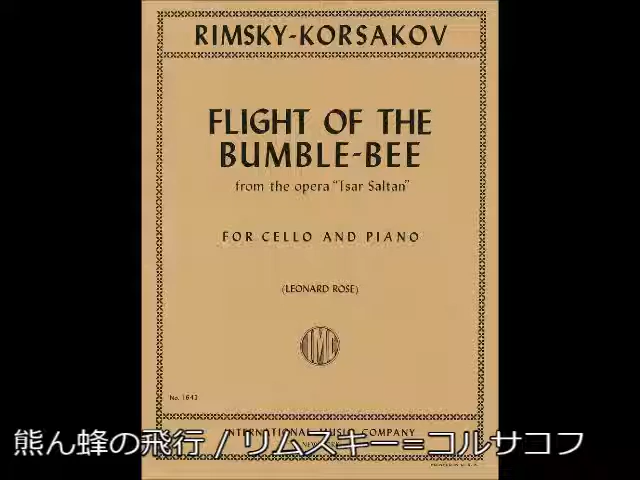 RIMSKY-KORSAKOV
FLIGHT OF THE
BUMBLE-BEE
from the opera "Tsar Saltan"
FOR CELLO AND PIANO
(LEONARD ROSE)
IMC
No. 1643
INTERNATIONAL MUSIC COMPANY
熊ん蜂の飛行 / リムスキー=コルサコフ